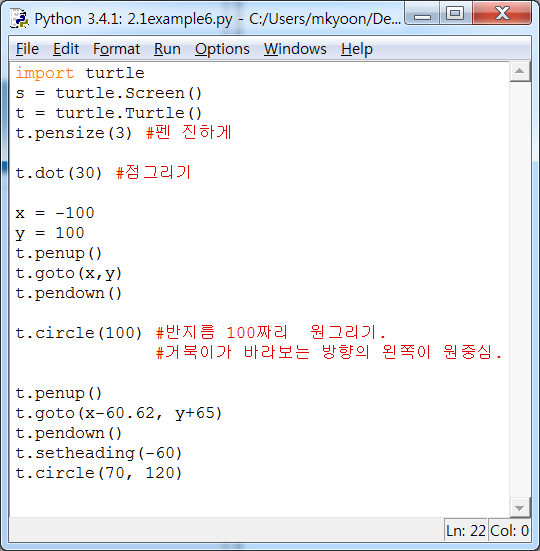 Python 3.4.1: 2.1example6.py - C:/Users/mkyoon/De...
File Edit Format Run Options Windows Help
import turtle
s = turtle.Screen()
t = turtle.Turtle()
t.pensize(3) #펜 진하게
t.dot(30) #점그리기
x = -100
y = 100
t.penup()
t.goto(x,y)
t.pendown()
t.circle(100) #반지름 100짜리  원그리기.
#거북이가 바라보는 방향의 왼쪽이 원중심.
t.penup()
t.goto(x-60.62, y+65)
t.pendown()
t.setheading(-60)
t.circle(70, 120)
Ln: 22 Col: 0